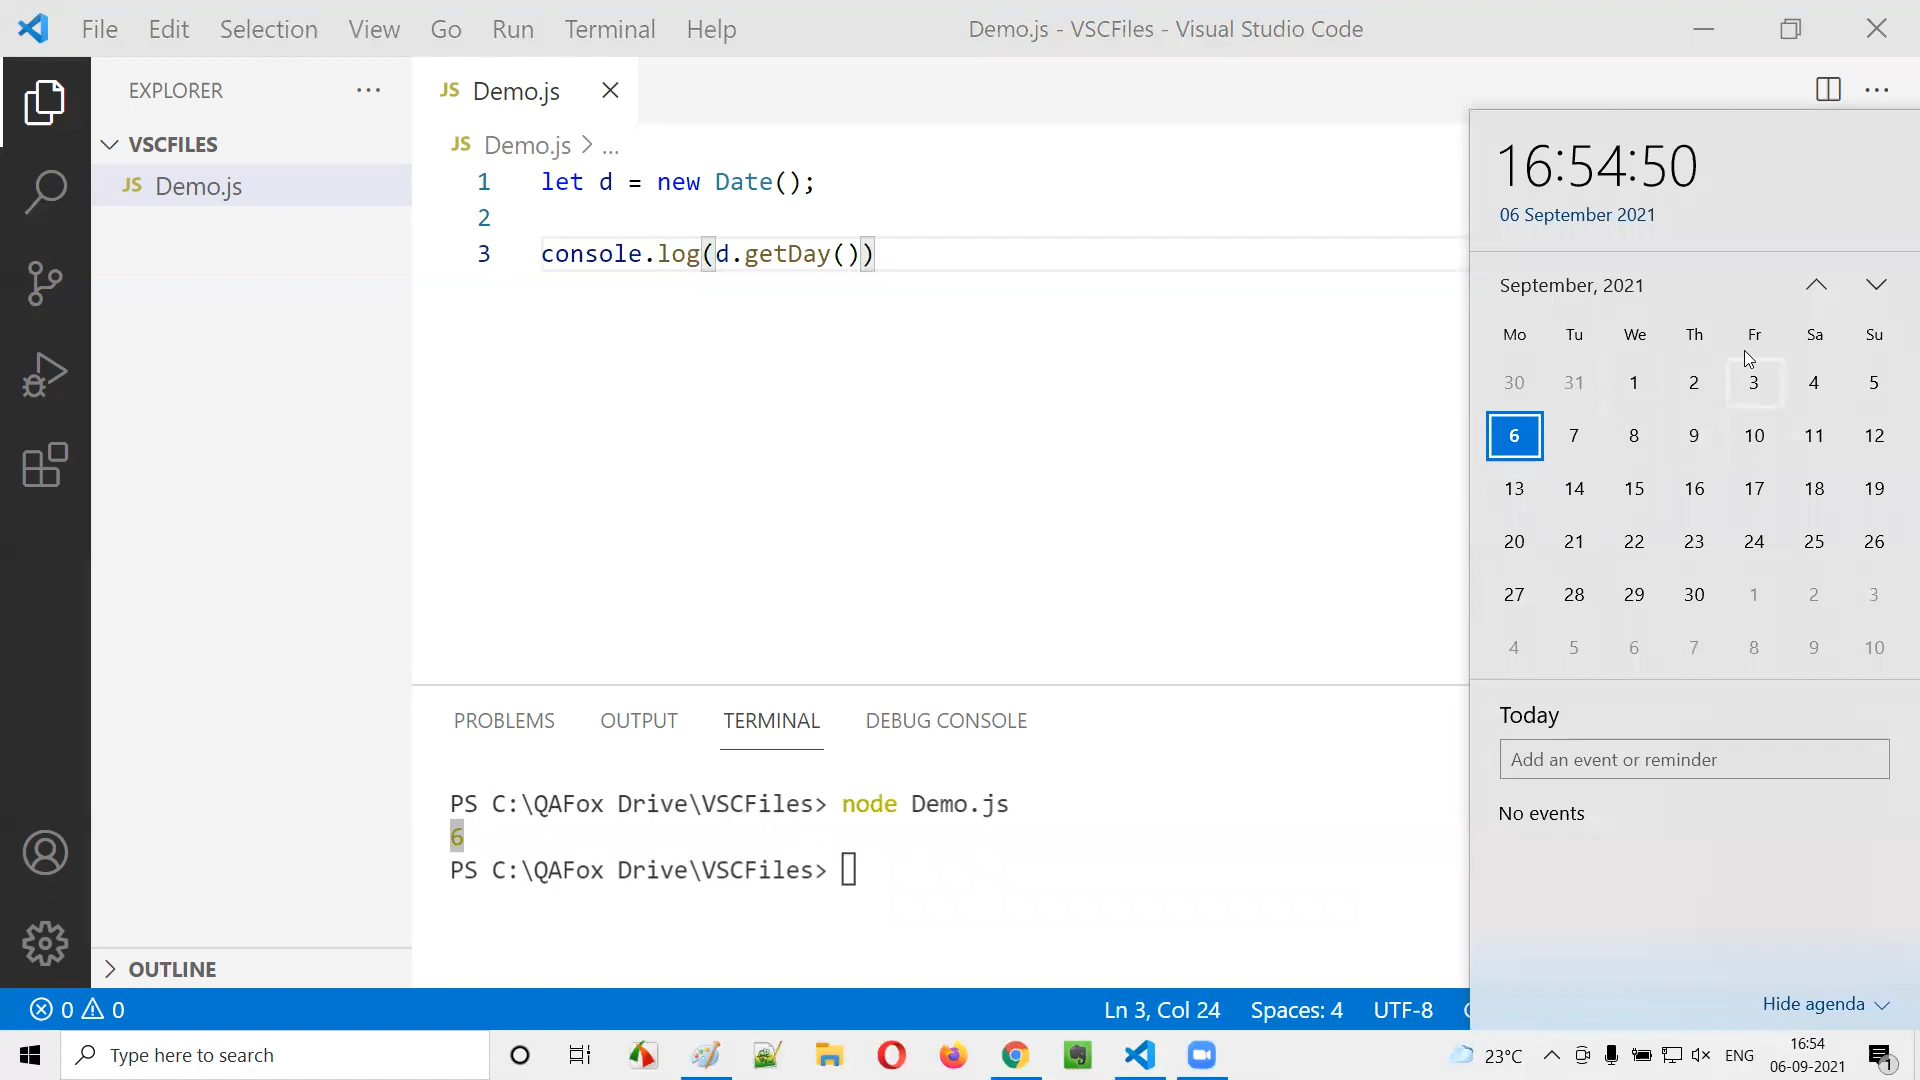 File Edit Selection View Go Run Terminal Help
Demo.js - VSCFiles - Visual Studio Code
EXPLORER
VSCFILES
JS Demo.js
JS Demo.js
JS Demo.js > ...
1 let d = new Date();
2
3 console.log(d.getDay())
PROBLEMS OUTPUT TERMINAL DEBUG CONSOLE
PS C:\QAFox Drive\VSCFiles> node Demo.js
6
PS C:\QAFox Drive\VSCFiles>
OUTLINE
0 0
Ln 3, Col 24 Spaces: 4 UTF-8
16:54:50
06 September 2021
September, 2021
Mo Tu We Th Fr Sa Su
30 31 1 2 3 4 5
6 7 8 9 10 11 12
13 14 15 16 17 18 19
20 21 22 23 24 25 26
27 28 29 30 1 2 3
4 5 6 7 8 9 10
Today
Add an event or reminder
No events
Hide agenda
Type here to search
23°C
ENG
16:54
06-09-2021
1